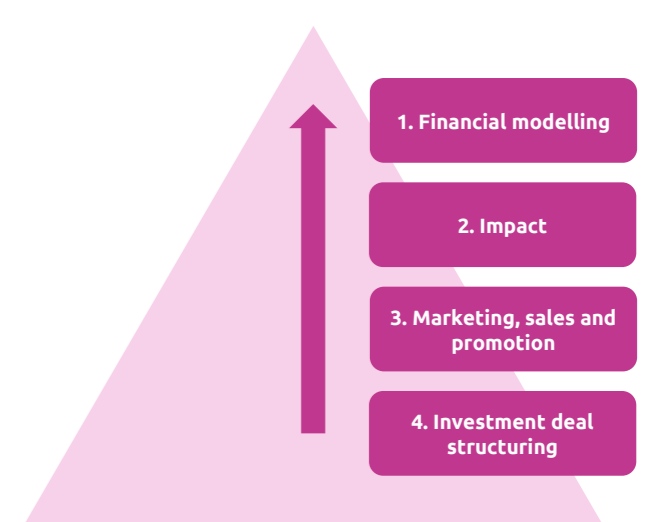 1. Financial modelling
2. Impact
3. Marketing, sales and
promotion
4. Investment deal
structuring